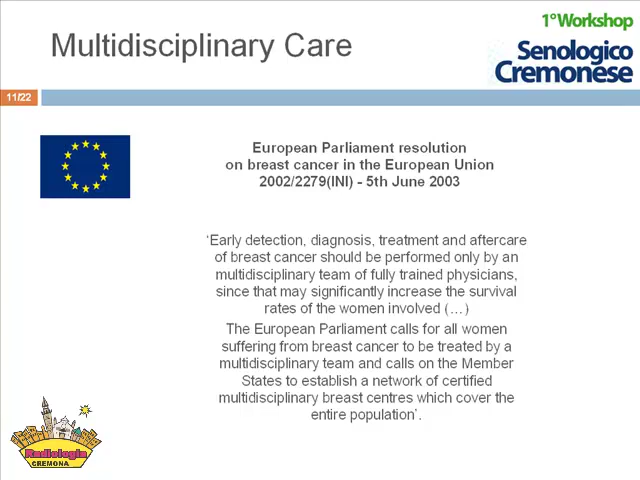 1°Workshop
Multidisciplinary Care
Senologico
Cremonese
11/22
European Parliament resolution
on breast cancer in the European Union
2002/2279(INI) - 5th June 2003
‘Early detection, diagnosis, treatment and aftercare
of breast cancer should be performed only by an
multidisciplinary team of fully trained physicians,
since that may significantly increase the survival
rates of the women involved (…)
The European Parliament calls for all women
suffering from breast cancer to be treated by a
multidisciplinary team and calls on the Member
States to establish a network of certified
multidisciplinary breast centres which cover the
entire population’.
Radiologia
CREMONA